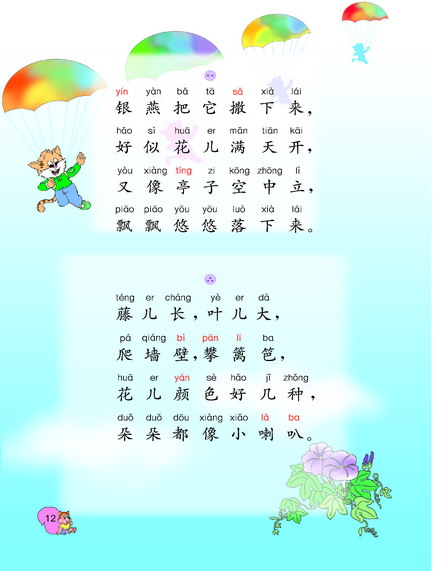 yín yàn bǎ tā sā xià lái
银燕把它撒下来，
hǎo sì huā er mǎn tiān kāi
好似花儿满天开，
yòu xiàng tíng zi kōng zhōng lì
又像亭子空中立，
piāo piāo yōu yōu luò xià lái
飘飘悠悠落下来。
téng er cháng yè er dà
藤儿长，叶儿大，
pá qiáng bì pān lí ba
爬墙壁，攀篱笆，
huā er yán sè hǎo jǐ zhǒng
花儿颜色好几种，
duǒ duǒ dōu xiàng xiǎo lǎ ba
朵朵都像小喇叭。
12